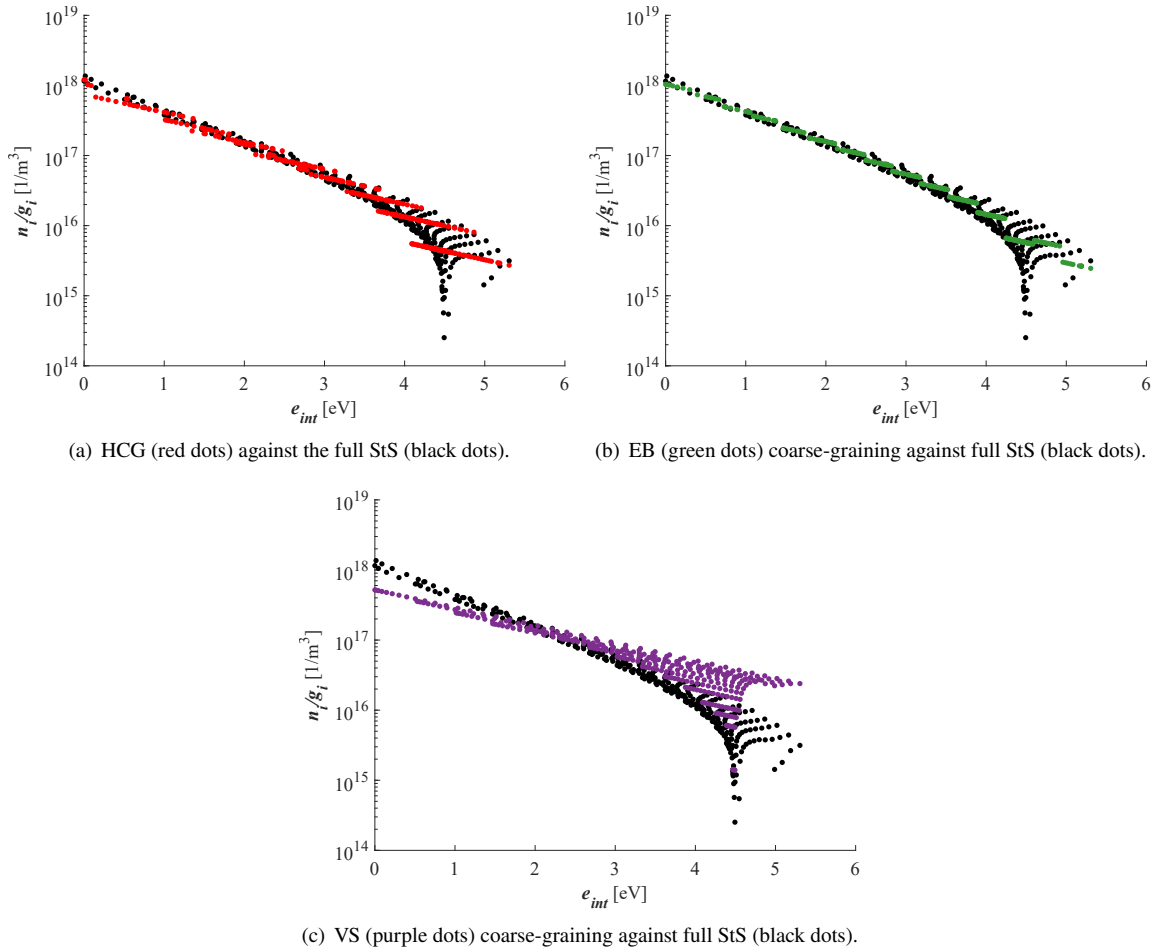 10^19
10^18
10^17
10^16
10^15
10^14
n_i/g_i [1/m^3]
0 1 2 3 4 5 6
e_int [eV]
(a) HCG (red dots) against the full StS (black dots).
10^19
10^18
10^17
10^16
10^15
10^14
n_i/g_i [1/m^3]
0 1 2 3 4 5 6
e_int [eV]
(b) EB (green dots) coarse-graining against full StS (black dots).
10^19
10^18
10^17
10^16
10^15
10^14
n_i/g_i [1/m^3]
0 1 2 3 4 5 6
e_int [eV]
(c) VS (purple dots) coarse-graining against full StS (black dots).